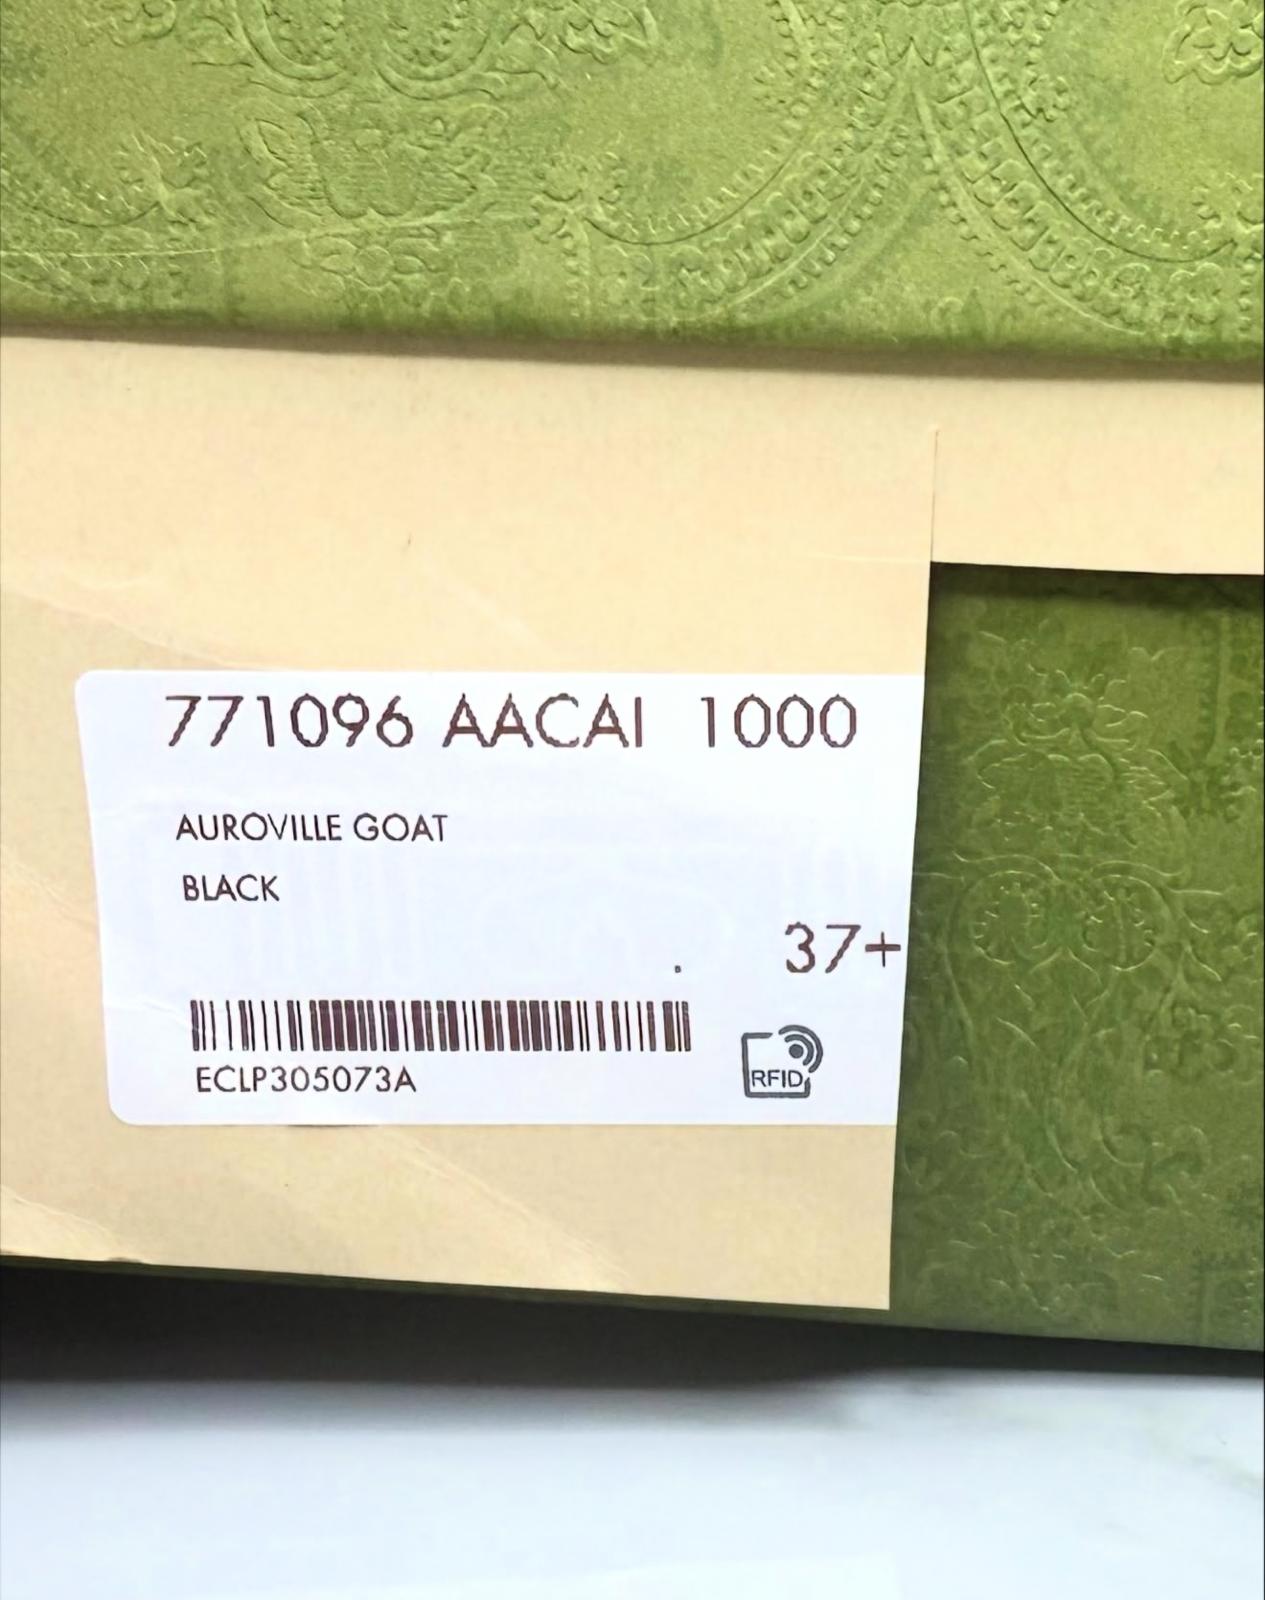 771096 AACAI 1000
AUROVILLE GOAT
BLACK
37+
ECLP305073A
RFID